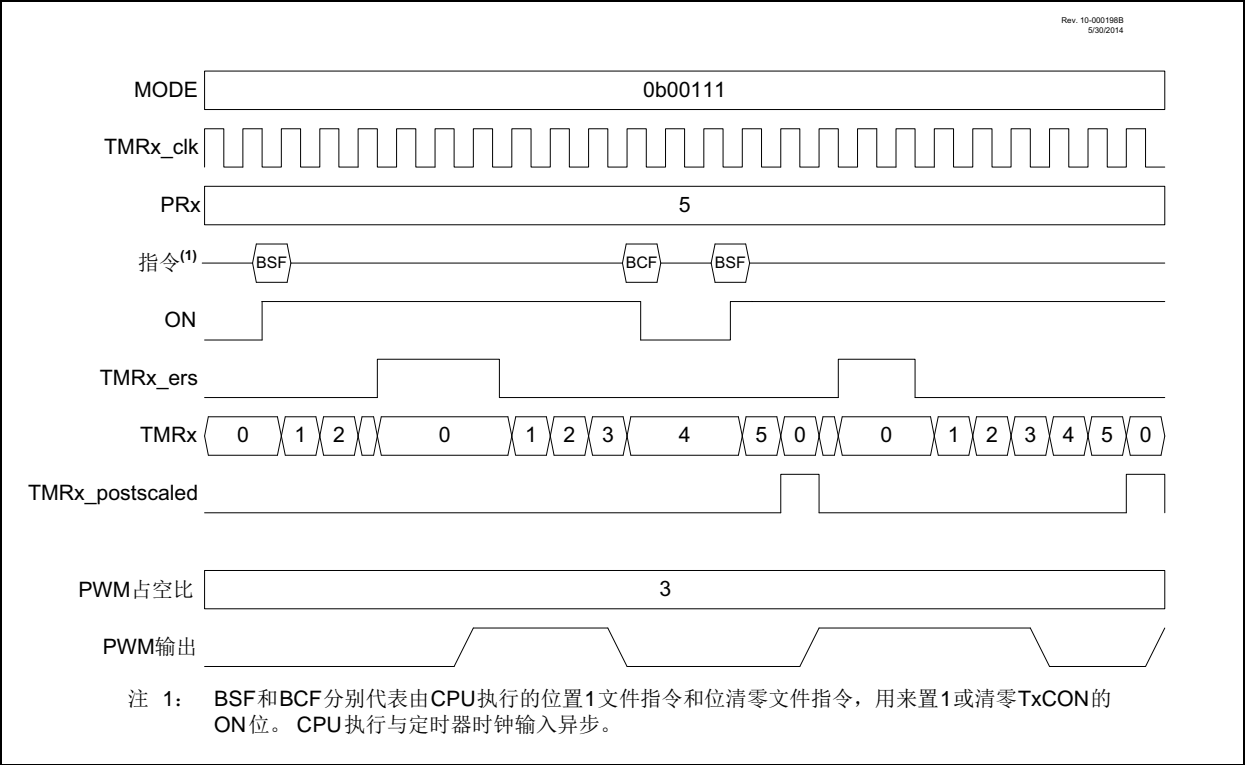 Rev. 10-000198B
5/30/2014
MODE 0b00111
TMRx_clk
PRx 5
指令(1) BSF BCF BSF
ON
TMRx_ers
TMRx 0 1 2 0 1 2 3 4 5 0 0 1 2 3 4 5 0
TMRx_postscaled
PWM占空比 3
PWM输出
注 1: BSF和BCF分别代表由CPU执行的位置1文件指令和位清零文件指令，用来置1或清零TxCON的
ON位。 CPU执行与定时器时钟输入异步。